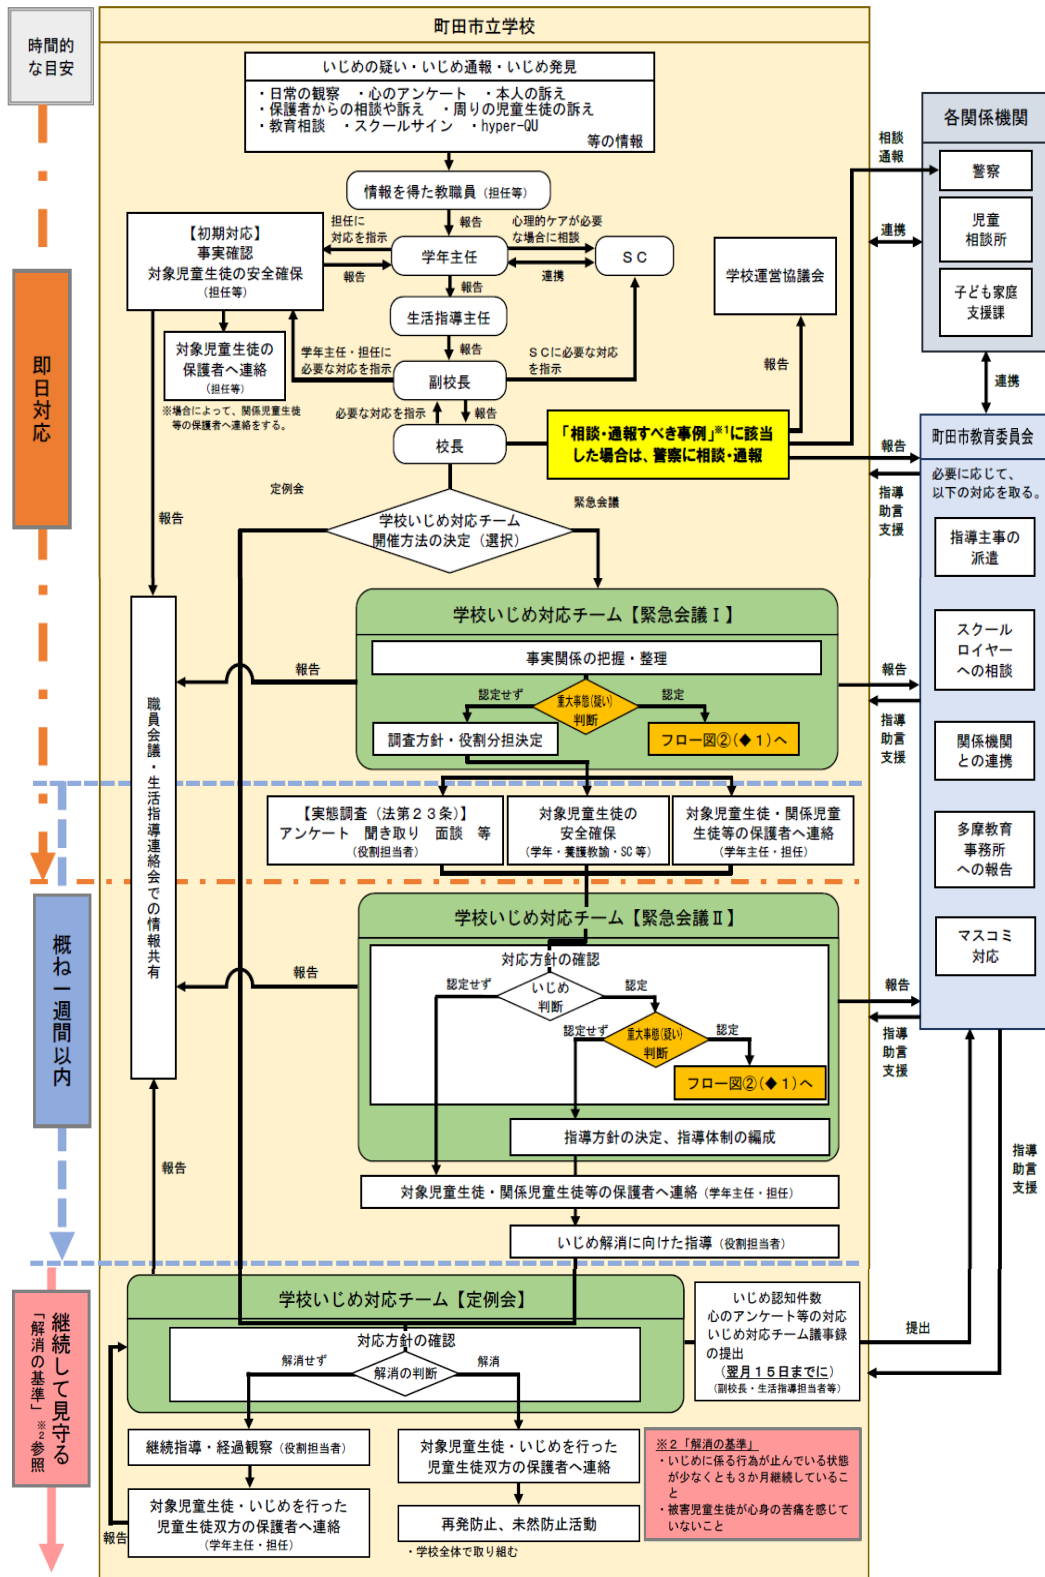 時間的
な目安
町田市立学校
いじめの疑い・いじめ通報・いじめ発見
・日常の観察　・心のアンケート　・本人の訴え
・保護者からの相談や訴え　・周りの児童生徒の訴え
・教育相談　・スクールサイン　・hyper-QU
等の情報
情報を得た教職員（担任等）
報告
【初期対応】
事実確認
対象児童生徒の安全確保
（担任等）
担任に
対応を指示
報告
学年主任
心理的ケアが必要
な場合に相談
連携
ＳＣ
報告
生活指導主任
対象児童生徒の
保護者へ連絡
（担任等）
※場合によって、関係児童生徒
等の保護者へ連絡をする。
学年主任・担任に
必要な対応を指示
報告
副校長
ＳＣに必要な対応
を指示
必要な対応を指示
報告
校長
学校運営協議会
報告
「相談・通報すべき事例」※1に該当
した場合は、警察に相談・通報
相談
通報
連携
各関係機関
警察
児童
相談所
子ども家庭
支援課
連携
即日対応
定例会
緊急会議
学校いじめ対応チーム
開催方法の決定（選択）
報告
報告
指導
助言
支援
町田市教育委員会
必要に応じて、
以下の対応を取る。
指導主事の
派遣
スクール
ロイヤー
への相談
関係機関
との連携
多摩教育
事務所
への報告
マスコミ
対応
学校いじめ対応チーム【緊急会議Ⅰ】
事実関係の把握・整理
報告
認定せず
重大事態(疑い)
判断
認定
調査方針・役割分担決定
フロー図②(◆１)へ
報告
指導
助言
支援
職員会議・生活指導連絡会での情報共有
【実態調査（法第２３条）】
アンケート　聞き取り　面談　等
（役割担当者）
対象児童生徒の
安全確保
（学年・養護教諭・SC等）
対象児童生徒・関係児童
生徒等の保護者へ連絡
（学年主任・担任）
概ね一週間以内
学校いじめ対応チーム【緊急会議Ⅱ】
対応方針の確認
報告
認定せず
いじめ
判断
認定
認定せず
重大事態(疑い)
判断
認定
フロー図②(◆１)へ
指導方針の決定、指導体制の編成
報告
指導
助言
支援
報告
対象児童生徒・関係児童生徒等の保護者へ連絡（学年主任・担任）
いじめ解消に向けた指導（役割担当者）
指導
助言
支援
継続して見守る
「解消の基準」※２参照
学校いじめ対応チーム【定例会】
対応方針の確認
解消せず
解消の判断
解消
いじめ認知件数
心のアンケート等の対応
いじめ対応チーム議事録
の提出
（翌月１５日までに）
（副校長・生活指導担当者等）
提出
継続指導・経過観察（役割担当者）
対象児童生徒・いじめを行った
児童生徒双方の保護者へ連絡
（学年主任・担任）
報告
対象児童生徒・いじめを行った
児童生徒双方の保護者へ連絡
再発防止、未然防止活動
・学校全体で取り組む
※２「解消の基準」
・いじめに係る行為が止んでいる状態
が少なくとも３か月継続しているこ
と
・被害児童生徒が心身の苦痛を感じて
いないこと